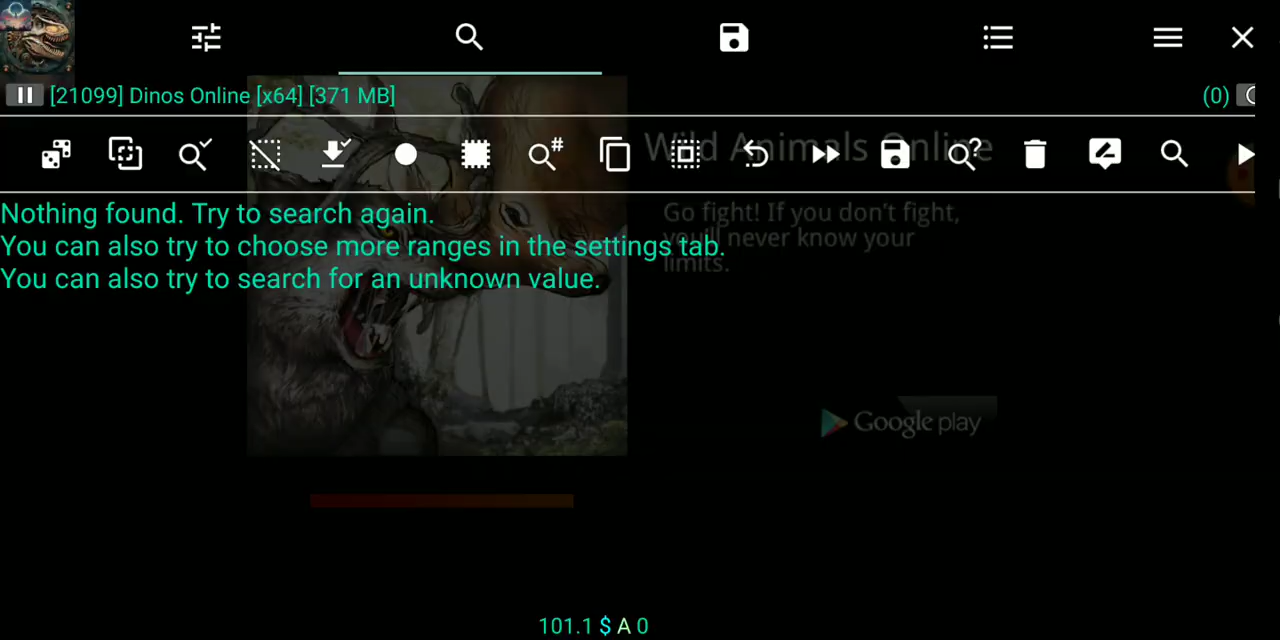 [21099] Dinos Online [x64] [371 MB]
(0)
Wild Animals Online
Nothing found. Try to search again.
You can also try to choose more ranges in the settings tab.
You can also try to search for an unknown value.
Go fight! If you don't fight,
you'll never know your
limits.
Google play
101.1 $ A 0